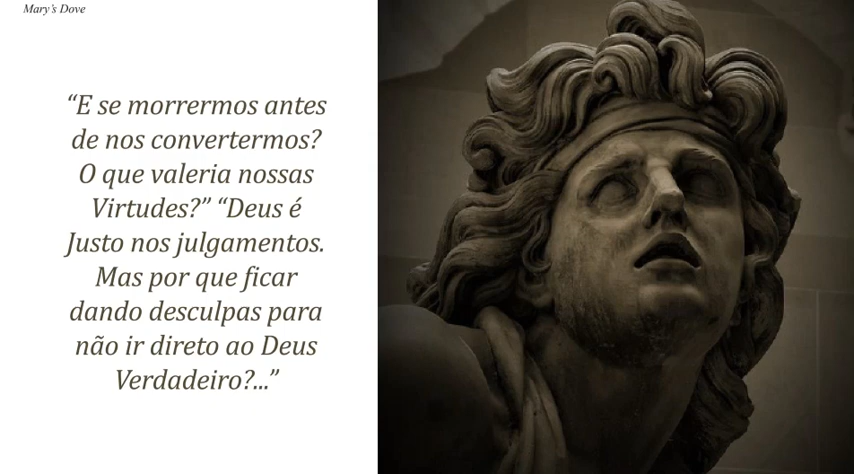 Mary’s Dove
“E se morrermos antes
de nos convertermos?
O que valeria nossas
Virtudes?” “Deus é
Justo nos julgamentos.
Mas por que ficar
dando desculpas para
não ir direto ao Deus
Verdadeiro?...”